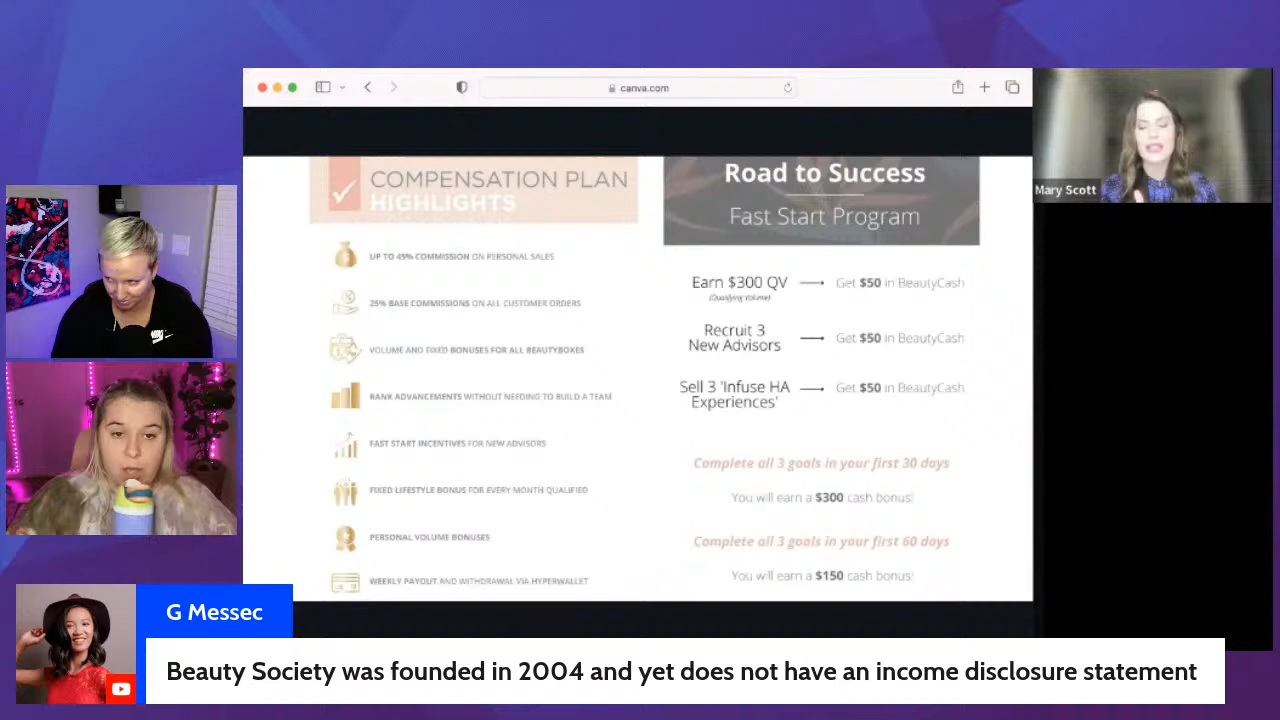 canva.com
Mary Scott
COMPENSATION PLAN
HIGHLIGHTS
UP TO 45% COMMISSION ON PERSONAL SALES
25% BASE COMMISSIONS ON ALL CUSTOMER ORDERS
VOLUME AND FIXED BONUSES FOR ALL BEAUTYBOXES
RANK ADVANCEMENTS WITHOUT NEEDING TO BUILD A TEAM
FAST START INCENTIVES FOR NEW ADVISORS
FIXED LIFESTYLE BONUS FOR EVERY MONTH QUALIFIED
PERSONAL VOLUME BONUSES
WEEKLY PAYOUT AND WITHDRAWAL VIA HYPERWALLET
Road to Success
Fast Start Program
Earn $300 QV
(Qualifying Volume)
Get $50 in BeautyCash
Recruit 3
New Advisors
Get $50 in BeautyCash
Sell 3 'Infuse HA
Experiences'
Get $50 in BeautyCash
Complete all 3 goals in your first 30 days
You will earn a $300 cash bonus!
Complete all 3 goals in your first 60 days
You will earn a $150 cash bonus!
G Messec
Beauty Society was founded in 2004 and yet does not have an income disclosure statement